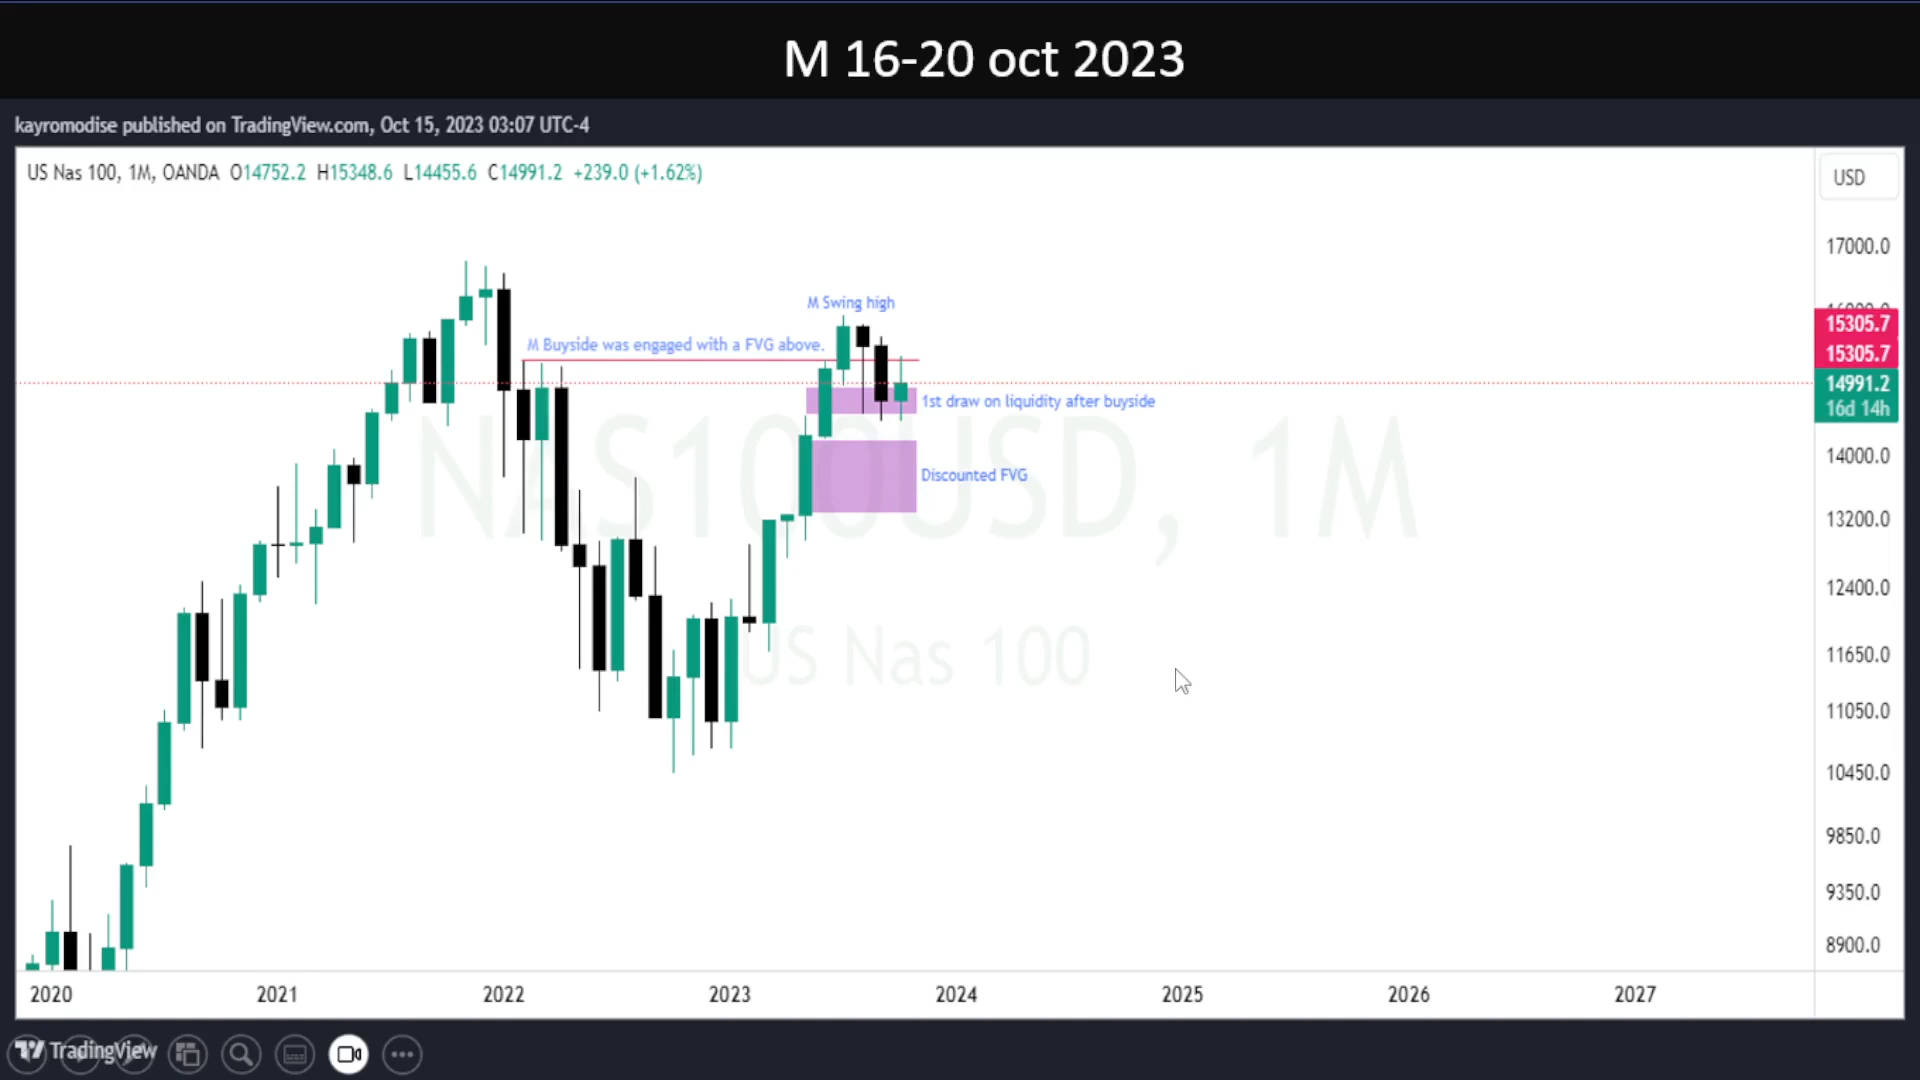 M 16-20 oct 2023
kayromodise published on TradingView.com, Oct 15, 2023 03:07 UTC-4
US Nas 100, 1M, OANDA O14752.2 H15348.6 L14455.6 C14991.2 +239.0 (+1.62%)
USD
17000.0
M Swing high
15305.7
M Buyside was engaged with a FVG above.
15305.7
14991.2
1st draw on liquidity after buyside
16d 14h
NAS100USD, 1M
14000.0
Discounted FVG
13200.0
12400.0
US Nas 100
11650.0
11050.0
10450.0
9850.0
9350.0
8900.0
2020 2021 2022 2023 2024 2025 2026 2027
TradingView